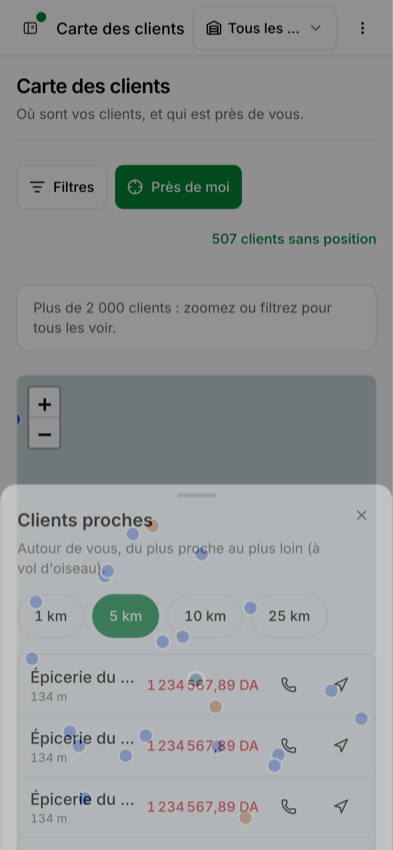 Carte des clients
Tous les ...
Carte des clients
Où sont vos clients, et qui est près de vous.
Filtres
Près de moi
507 clients sans position
Plus de 2 000 clients : zoomez ou filtrez pour
tous les voir.
+
−
Clients proches
Autour de vous, du plus proche au plus loin (à
vol d'oiseau).
1 km
5 km
10 km
25 km
Épicerie du ...
134 m
1 234 567,89 DA
Épicerie du ...
134 m
1 234 567,89 DA
Épicerie du ...
134 m
1 234 567,89 DA